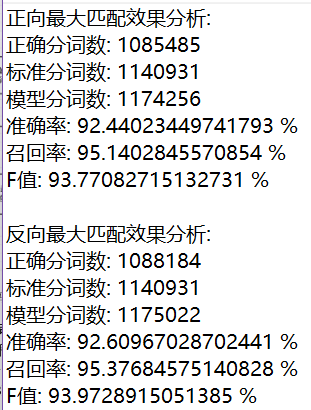 正向最大匹配效果分析:
正确分词数: 1085485
标准分词数: 1140931
模型分词数: 1174256
准确率: 92.44023449741793 %
召回率: 95.1402845570854 %
F值: 93.77082715132731 %
反向最大匹配效果分析:
正确分词数: 1088184
标准分词数: 1140931
模型分词数: 1175022
准确率: 92.60967028702441 %
召回率: 95.37684575140828 %
F值: 93.9728915051385 %